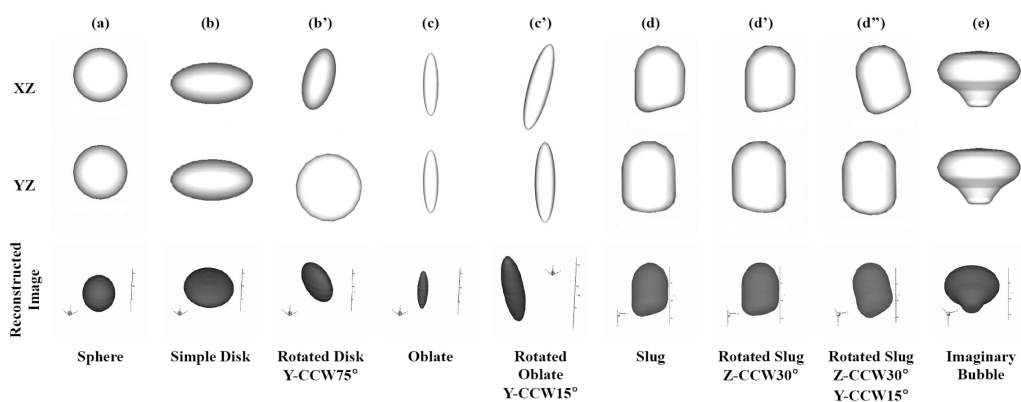 (a) (b) (b’) (c) (c’) (d) (d’) (d”) (e)
XZ
YZ
Reconstructed
Image
Sphere
Simple Disk
Rotated Disk
Y-CCW75°
Oblate
Rotated
Oblate
Y-CCW15°
Slug
Rotated Slug
Z-CCW30°
Rotated Slug
Z-CCW30°
Y-CCW15°
Imaginary
Bubble